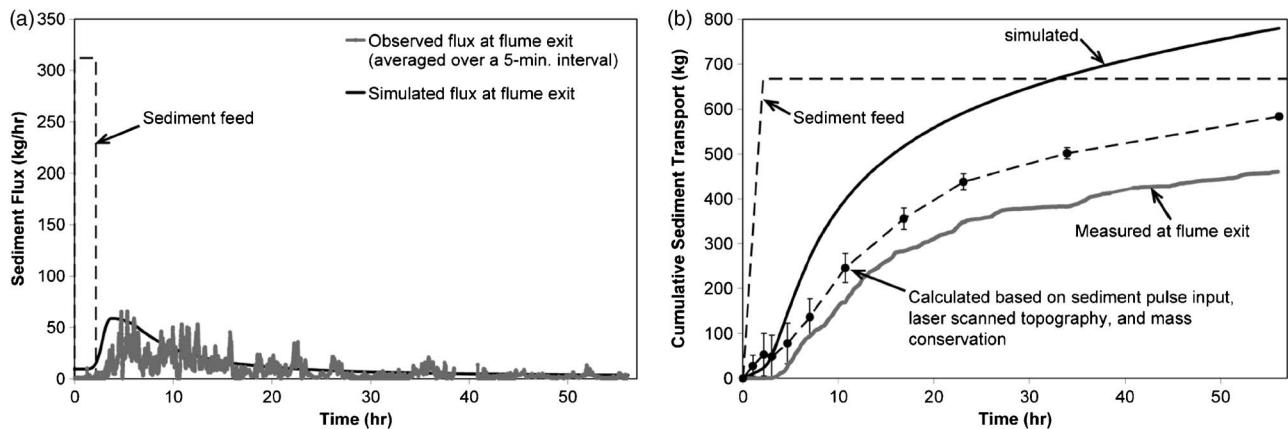 (a)
350
300
250
200
150
100
50
0
Sediment Flux (kg/hr)
Observed flux at flume exit
(averaged over a 5-min. interval)
Simulated flux at flume exit
Sediment feed
0
10
20
30
40
50
Time (hr)
(b)
800
700
600
500
400
300
200
100
0
Cumulative Sediment Transport (kg)
simulated
Sediment feed
Measured at flume exit
Calculated based on sediment pulse input,
laser scanned topography, and mass
conservation
0
10
20
30
40
50
Time (hr)